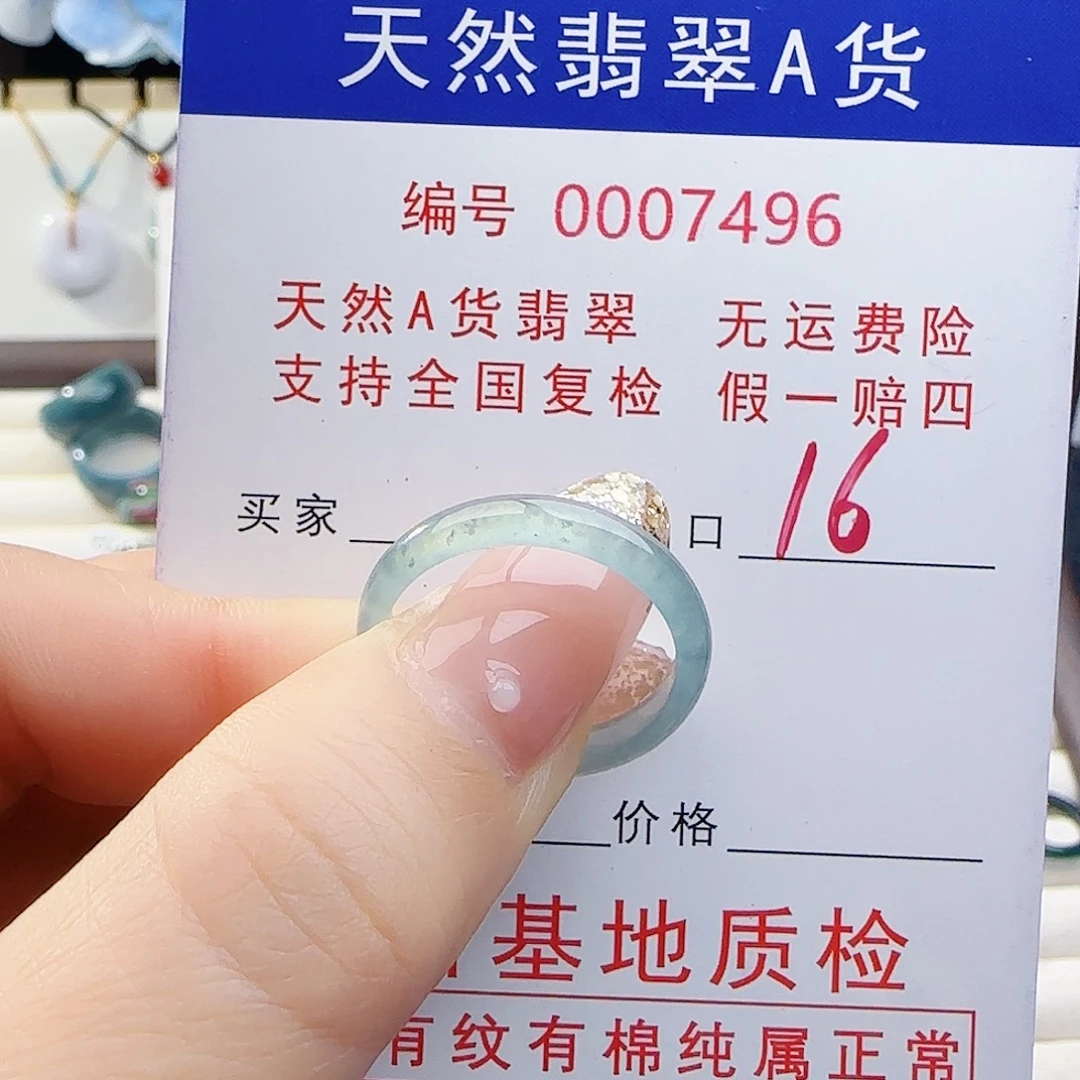 天然翡翠A货
编号 0007496
天然A货翡翠 无运费险
支持全国复检 假一赔四
买家 口 16
价格
基地质检
有纹有棉纯属正常